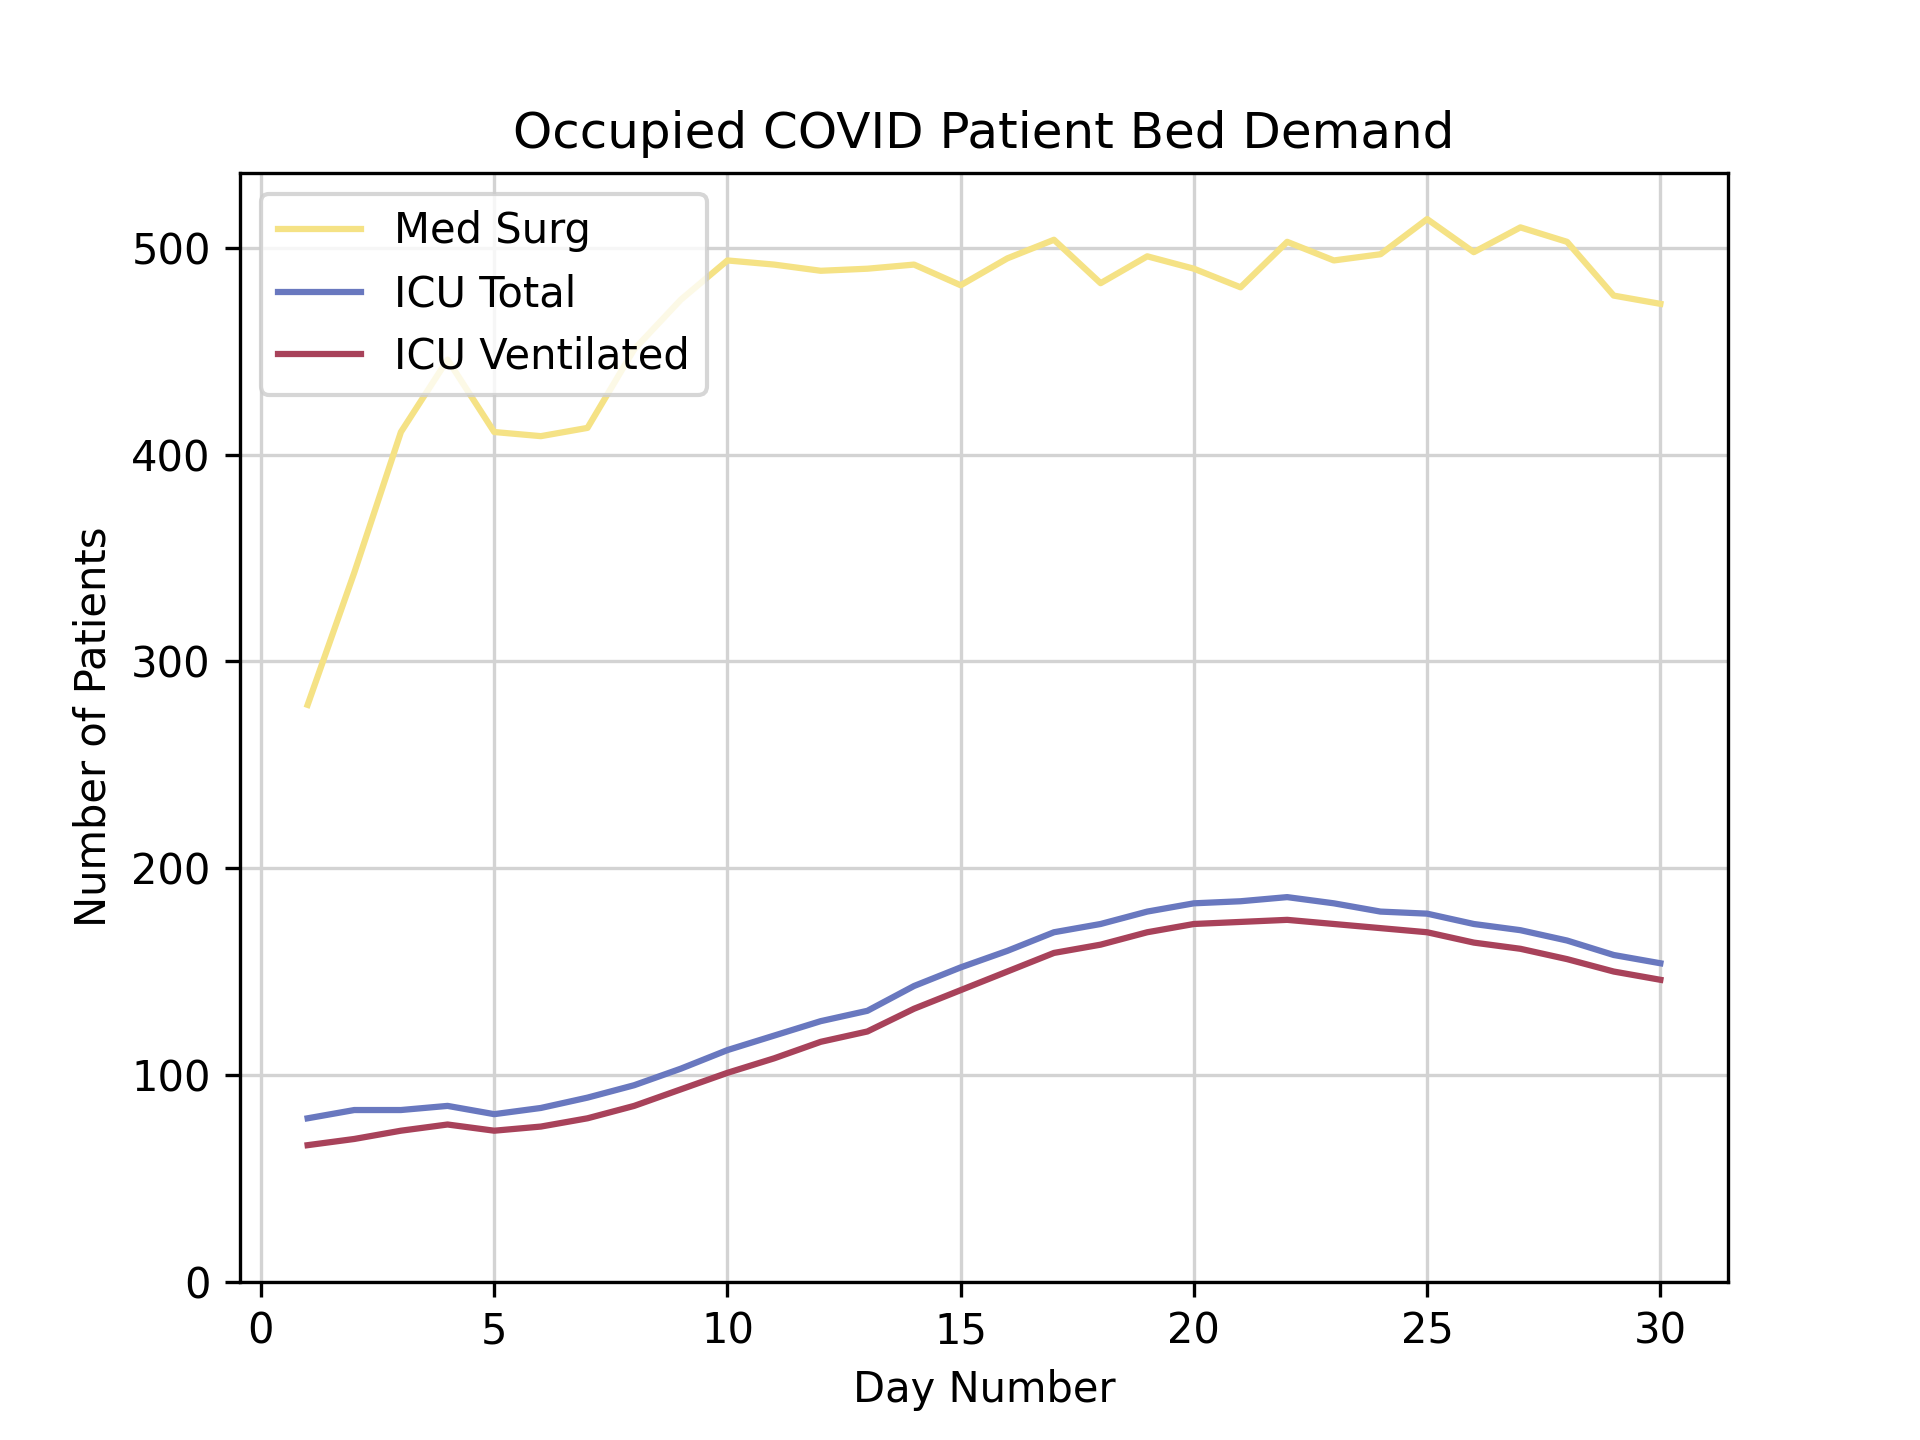 Occupied COVID Patient Bed Demand
Med Surg
ICU Total
ICU Ventilated
500
400
300
200
100
0
Number of Patients
0 5 10 15 20 25 30
Day Number